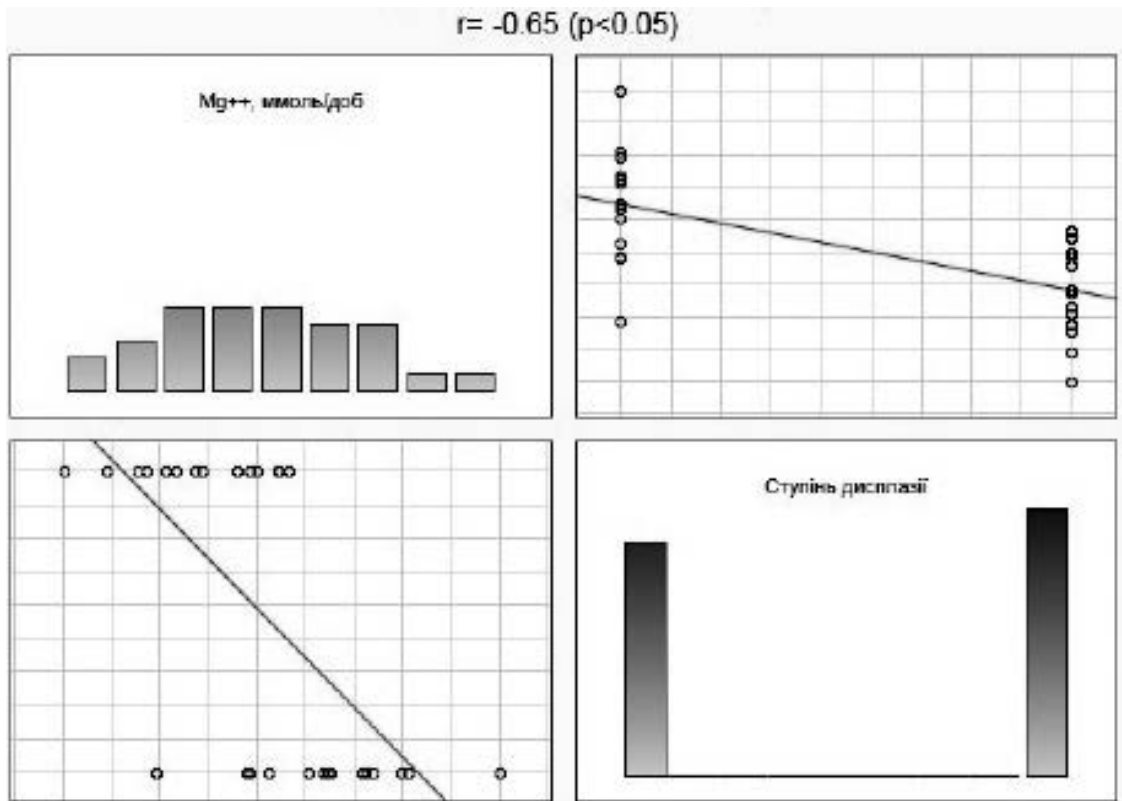 r= -0.65 (p<0.05)
Mg++, ммоль/доб
Ступінь дисплазії